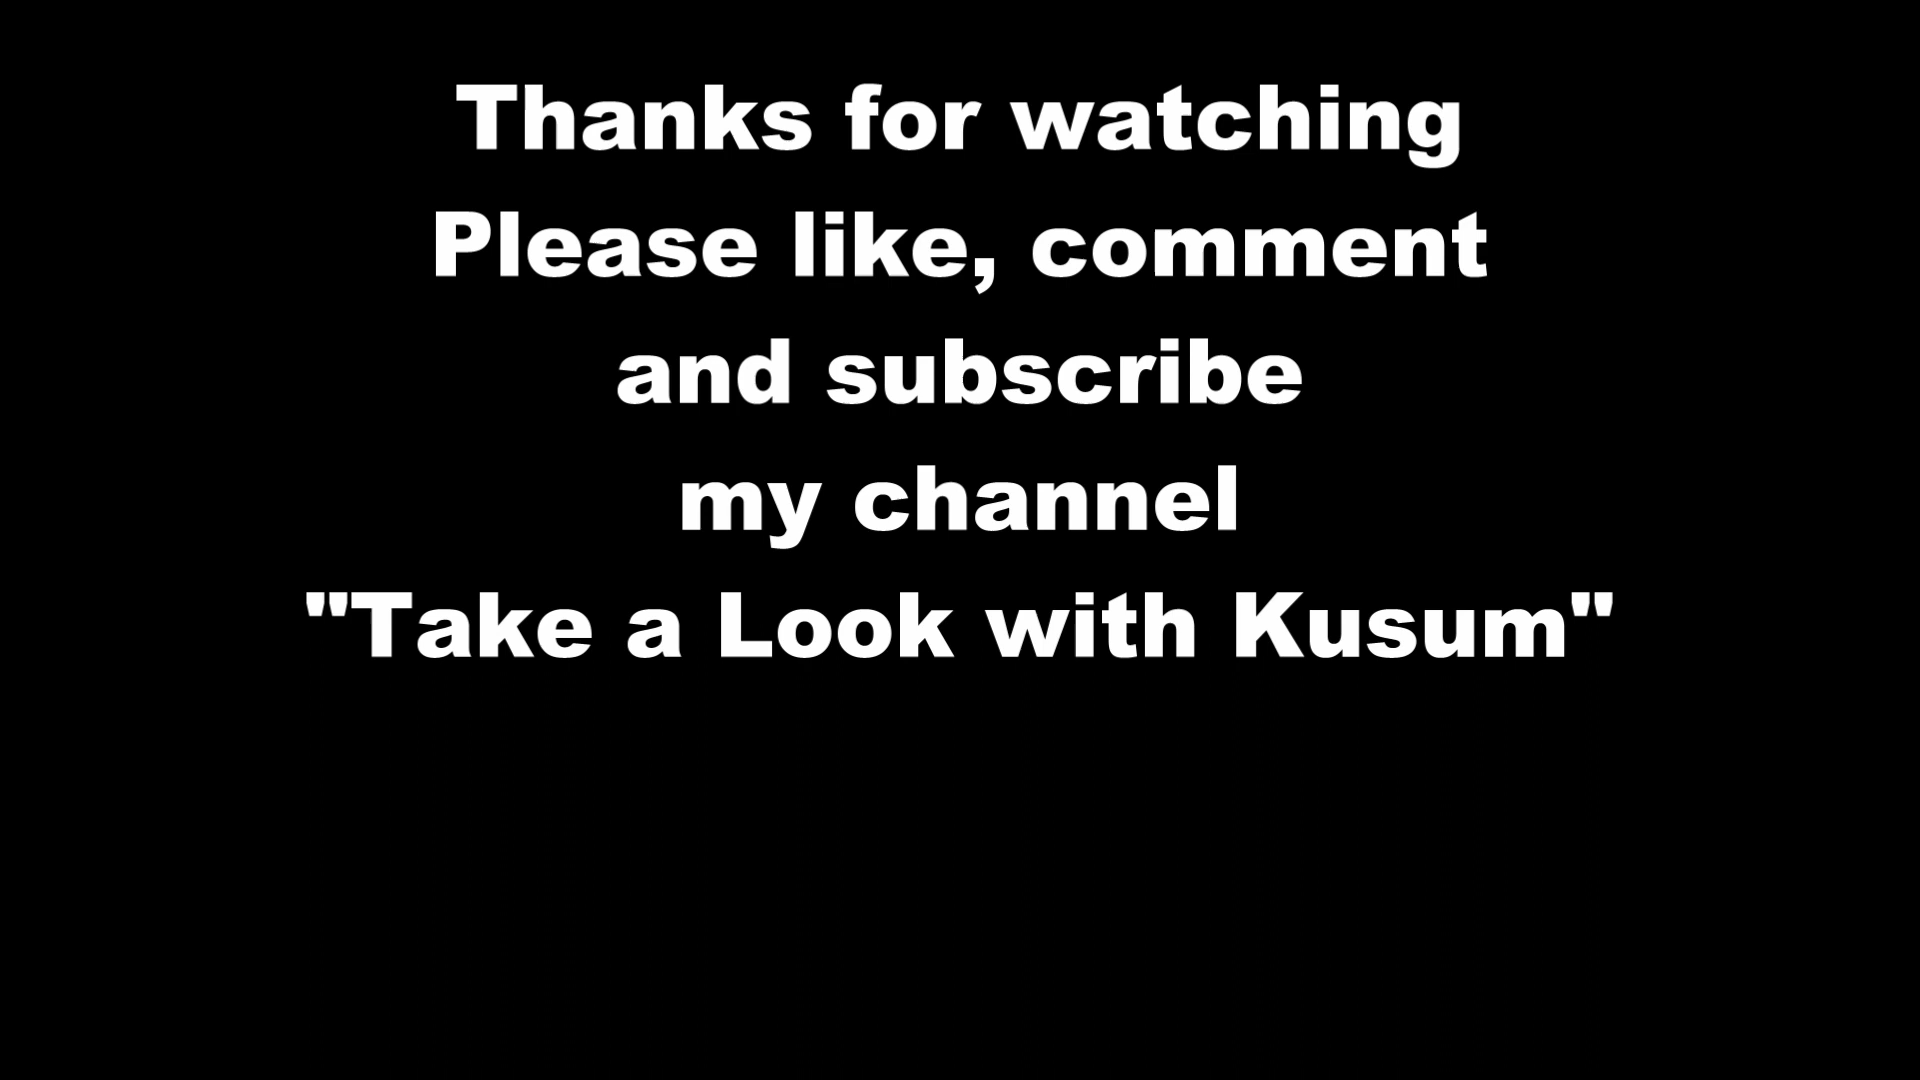 Thanks for watching
Please like, comment
and subscribe
my channel
"Take a Look with Kusum"